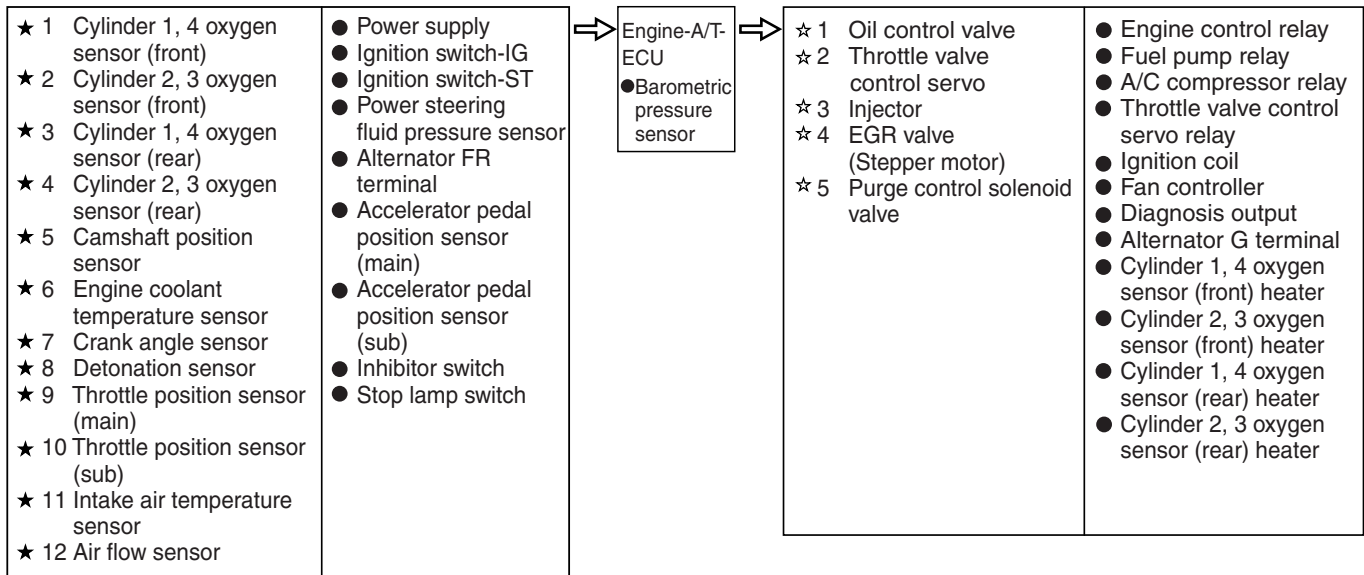 ★ 1 Cylinder 1, 4 oxygen
sensor (front)
★ 2 Cylinder 2, 3 oxygen
sensor (front)
★ 3 Cylinder 1, 4 oxygen
sensor (rear)
★ 4 Cylinder 2, 3 oxygen
sensor (rear)
★ 5 Camshaft position
sensor
★ 6 Engine coolant
temperature sensor
★ 7 Crank angle sensor
★ 8 Detonation sensor
★ 9 Throttle position sensor
(main)
★ 10 Throttle position sensor
(sub)
★ 11 Intake air temperature
sensor
★ 12 Air flow sensor
● Power supply
● Ignition switch-IG
● Ignition switch-ST
● Power steering
fluid pressure sensor
● Alternator FR
terminal
● Accelerator pedal
position sensor
(main)
● Accelerator pedal
position sensor
(sub)
● Inhibitor switch
● Stop lamp switch
Engine-A/T-
ECU
●Barometric
pressure
sensor
☆ 1 Oil control valve
☆ 2 Throttle valve
control servo
☆ 3 Injector
☆ 4 EGR valve
(Stepper motor)
☆ 5 Purge control solenoid
valve
● Engine control relay
● Fuel pump relay
● A/C compressor relay
● Throttle valve control
servo relay
● Ignition coil
● Fan controller
● Diagnosis output
● Alternator G terminal
● Cylinder 1, 4 oxygen
sensor (front) heater
● Cylinder 2, 3 oxygen
sensor (front) heater
● Cylinder 1, 4 oxygen
sensor (rear) heater
● Cylinder 2, 3 oxygen
sensor (rear) heater